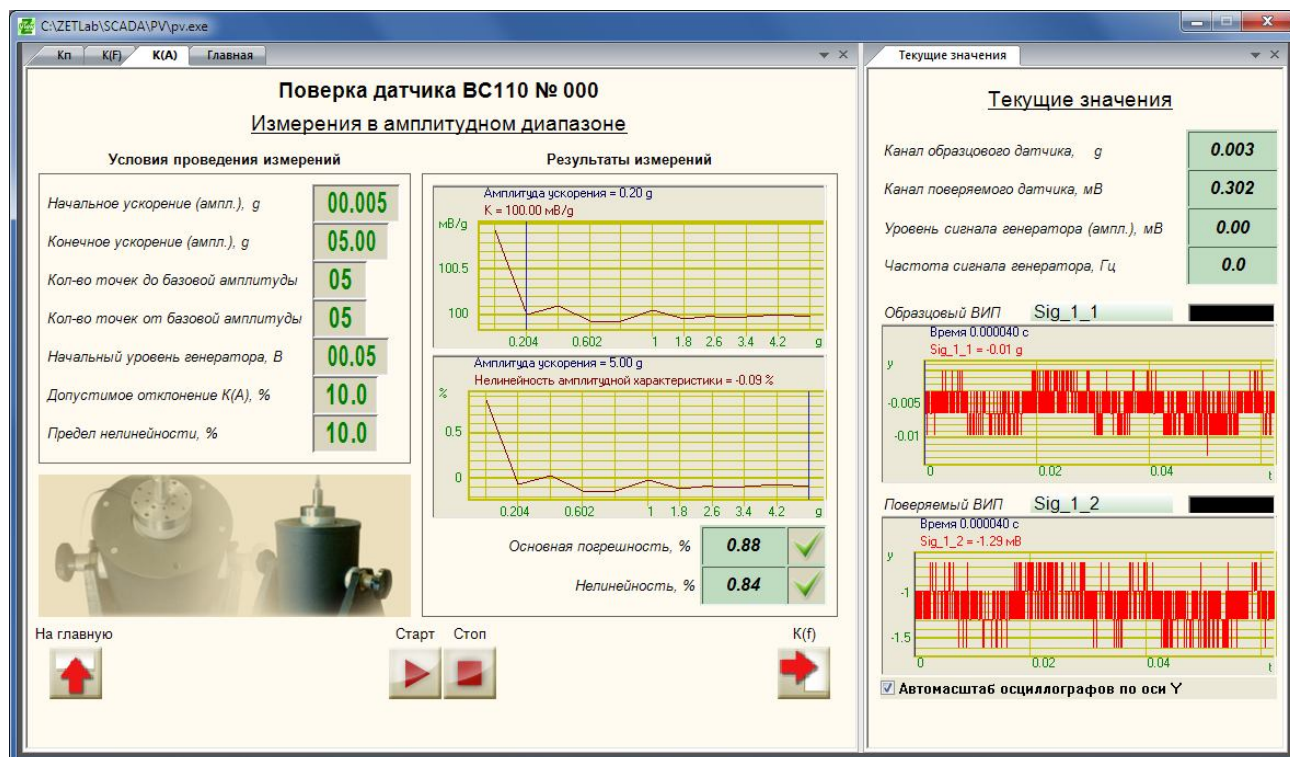 C:\ZETLab\SCADA\PV\pv.exe
Кп K(F) K(A) Главная
Поверка датчика ВС110 № 000
Измерения в амплитудном диапазоне
Условия проведения измерений
Начальное ускорение (ампл.), g 00.005
Конечное ускорение (ампл.), g 05.00
Кол-во точек до базовой амплитуды 05
Кол-во точек от базовой амплитуды 05
Начальный уровень генератора, В 00.05
Допустимое отклонение К(А), % 10.0
Предел нелинейности, % 10.0
Результаты измерений
Амплитуда ускорения = 0.20 g
K = 100.00 мВ/g
мВ/g
100.5
100
0.204 0.602 1 1.8 2.6 3.4 4.2 g
Амплитуда ускорения = 5.00 g
Нелинейность амплитудной характеристики = -0.09 %
%
0.5
0
0.204 0.602 1 1.8 2.6 3.4 4.2 g
Основная погрешность, % 0.88
Нелинейность, % 0.84
На главную
Старт Стоп
K(f)
Текущие значения
Текущие значения
Канал образцового датчика, g 0.003
Канал поверяемого датчика, мВ 0.302
Уровень сигнала генератора (ампл.), мВ 0.00
Частота сигнала генератора, Гц 0.0
Образцовый ВИП Sig_1_1
Время 0.000040 с
Sig_1_1 = -0.01 g
y
-0.005
-0.01
0 0.02 0.04 t
Поверяемый ВИП Sig_1_2
Время 0.000040 с
Sig_1_2 = -1.29 мВ
y
-1
-1.5
0 0.02 0.04 t
Автомасштаб осциллографов по оси Y